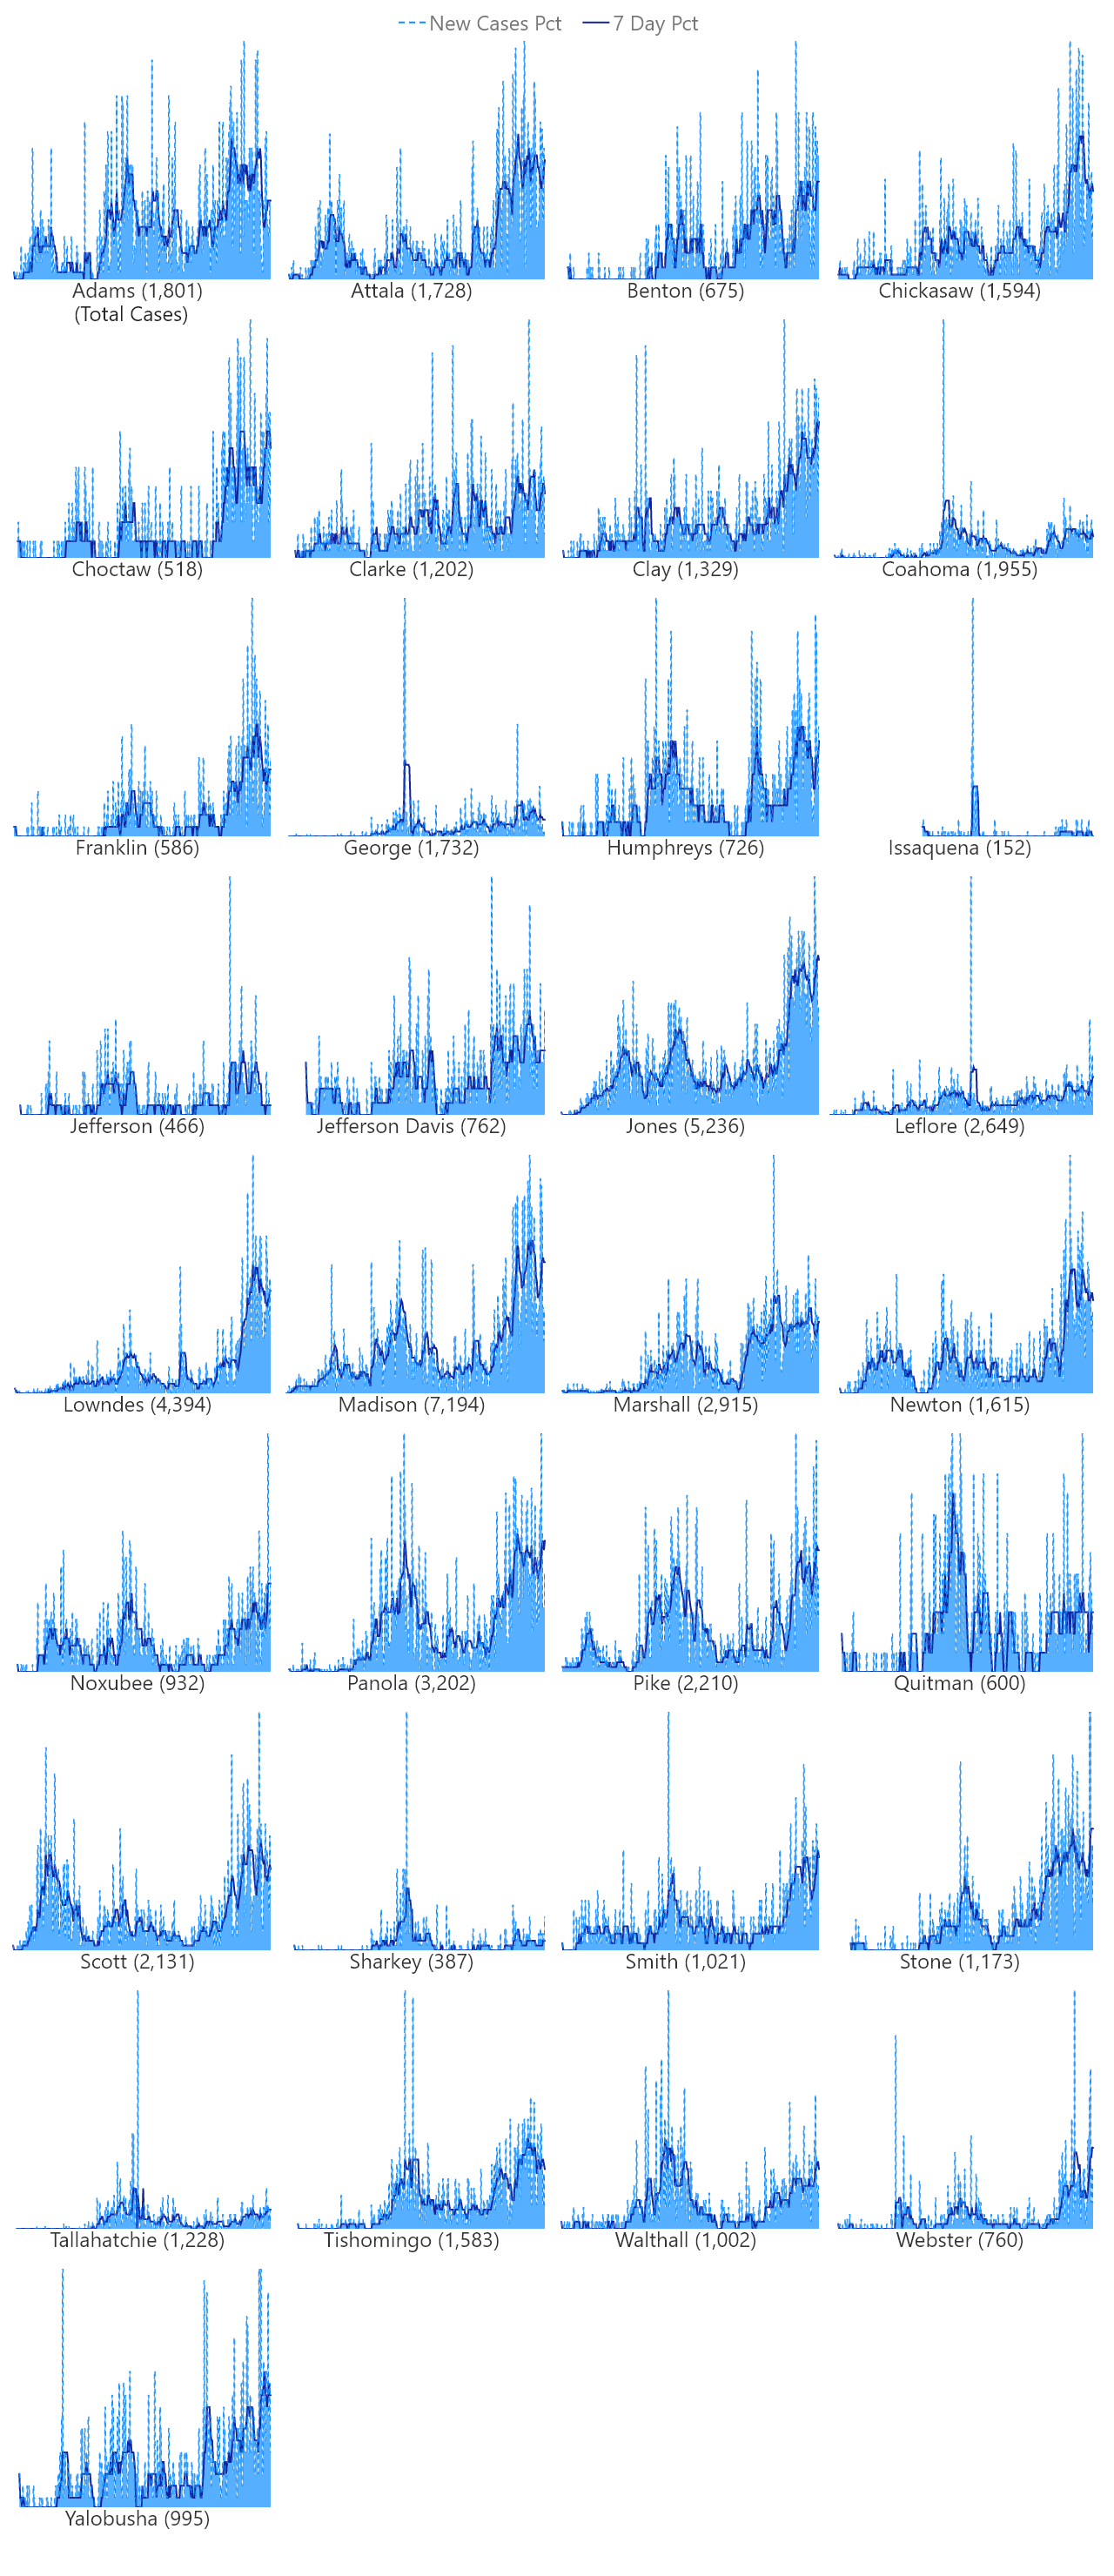 New Cases Pct 7 Day Pct
Adams (1,801) Attala (1,728) Benton (675) Chickasaw (1,594)
(Total Cases)
Choctaw (518) Clarke (1,202) Clay (1,329) Coahoma (1,955)
Franklin (586) George (1,732) Humphreys (726) Issaquena (152)
Jefferson (466) Jefferson Davis (762) Jones (5,236) Leflore (2,649)
Lowndes (4,394) Madison (7,194) Marshall (2,915) Newton (1,615)
Noxubee (932) Panola (3,202) Pike (2,210) Quitman (600)
Scott (2,131) Sharkey (387) Smith (1,021) Stone (1,173)
Tallahatchie (1,228) Tishomingo (1,583) Walthall (1,002) Webster (760)
Yalobusha (995)